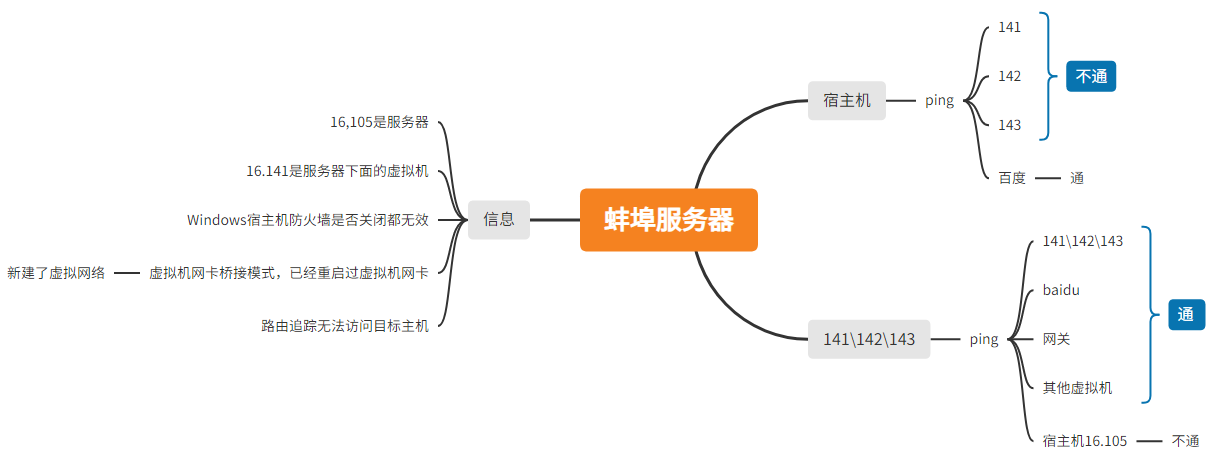 蚌埠服务器
宿主机
ping
141
142
143
不通
百度
通
141\142\143
ping
141\142\143
baidu
网关
其他虚拟机
通
宿主机16.105
不通
信息
16,105是服务器
16.141是服务器下面的虚拟机
Windows宿主机防火墙是否关闭都无效
虚拟机网卡桥接模式，已经重启过虚拟机网卡
新建了虚拟网络
路由追踪无法访问目标主机